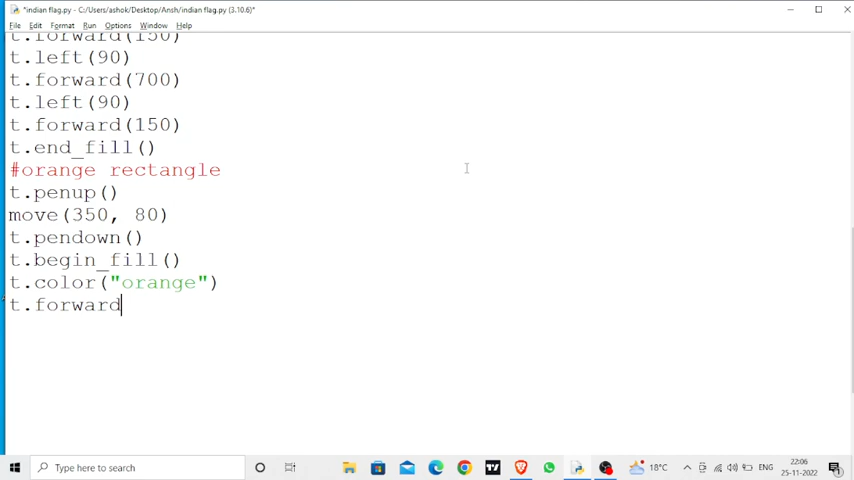 *indian flag.py - C:/Users/ashok/Desktop/Ansh/indian flag.py (3.10.6)*
File Edit Format Run Options Window Help
t.forward(150)
t.left(90)
t.forward(700)
t.left(90)
t.forward(150)
t.end_fill()
#orange rectangle
t.penup()
move(350, 80)
t.pendown()
t.begin_fill()
t.color("orange")
t.forward
Type here to search
18°C
ENG
22:06
25-11-2022